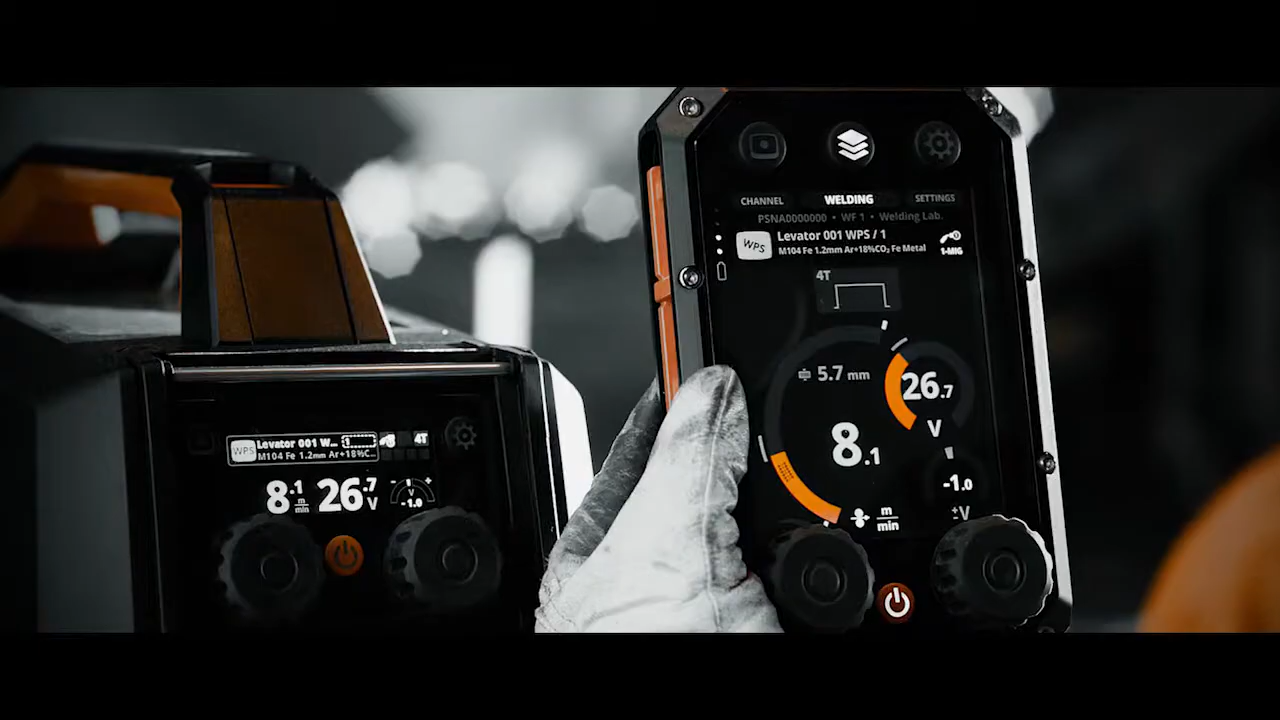 CHANNEL WELDING SETTINGS
PSNA0000000 • WF 1 • Welding Lab.
WPS Levator 001 WPS / 1
M104 Fe 1.2mm Ar+18%CO₂ Fe Metal 1-MIG
4T
5.7 mm
26.7
V
8.1
-1.0
m
min
±V
WPS Levator 001 W... 1 4T
M104 Fe 1.2mm Ar+18%C...
8.1 m
min 26.7 V - V +
-1.0